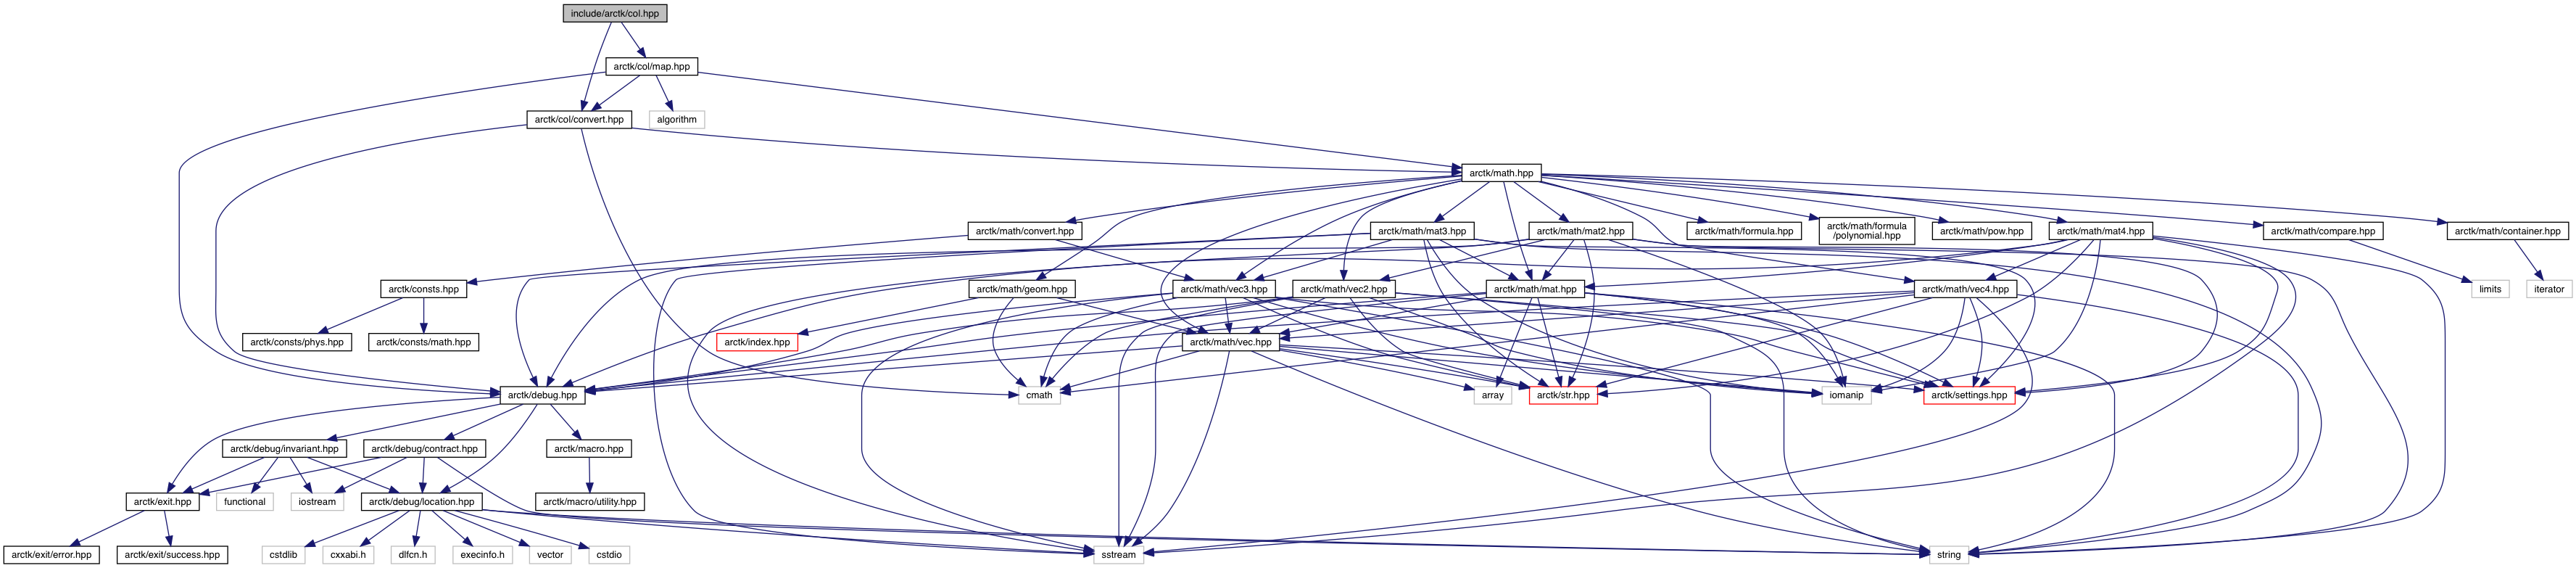 include/arctk/col.hpp
arctk/col/map.hpp
arctk/col/convert.hpp
algorithm
arctk/math.hpp
arctk/math/convert.hpp
arctk/math/mat3.hpp
arctk/math/mat2.hpp
arctk/math/formula.hpp
arctk/math/formula
/polynomial.hpp
arctk/math/pow.hpp
arctk/math/mat4.hpp
arctk/math/compare.hpp
arctk/math/container.hpp
arctk/consts.hpp
arctk/math/geom.hpp
arctk/math/vec3.hpp
arctk/math/vec2.hpp
arctk/math/mat.hpp
arctk/math/vec4.hpp
limits
iterator
arctk/consts/phys.hpp
arctk/consts/math.hpp
arctk/index.hpp
arctk/math/vec.hpp
arctk/debug.hpp
cmath
array
arctk/str.hpp
iomanip
arctk/settings.hpp
arctk/debug/invariant.hpp
arctk/debug/contract.hpp
arctk/macro.hpp
arctk/exit.hpp
functional
iostream
arctk/debug/location.hpp
arctk/macro/utility.hpp
arctk/exit/error.hpp
arctk/exit/success.hpp
cstdlib
cxxabi.h
dlfcn.h
execinfo.h
vector
cstdio
sstream
string